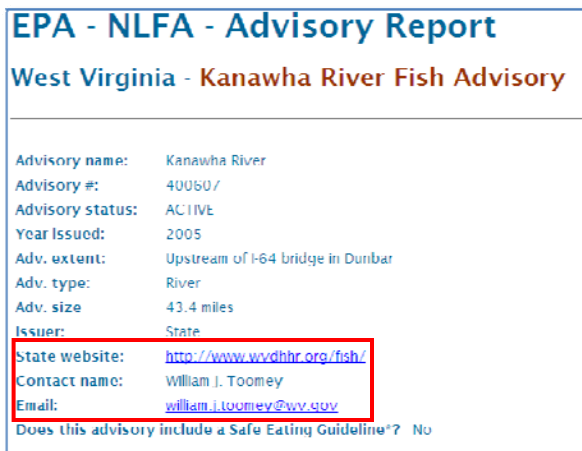 EPA - NLFA - Advisory Report
West Virginia - Kanawha River Fish Advisory
Advisory name: Kanawha River
Advisory #: 400607
Advisory status: ACTIVE
Year Issued: 2005
Adv. extent: Upstream of I-64 bridge in Dunbar
Adv. type: River
Adv. size 43.4 miles
Issuer: State
State website: http://www.wvdhhr.org/fish/
Contact name: William J. Toomey
Email: william.j.toomey@wv.gov
Does this advisory include a Safe Eating Guideline*? No